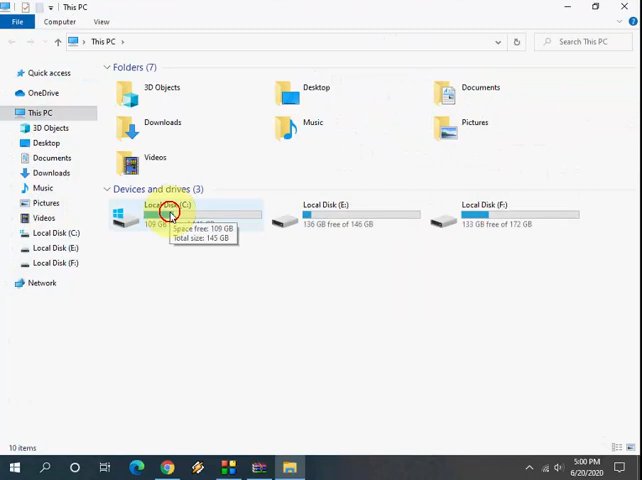 This PC
File
Computer
View
This PC
Search This PC
Quick access
OneDrive
This PC
3D Objects
Desktop
Documents
Downloads
Music
Pictures
Videos
Local Disk (C:)
Local Disk (E:)
Local Disk (F:)
Network
Folders (7)
3D Objects
Desktop
Documents
Downloads
Music
Pictures
Videos
Devices and drives (3)
Local Disk (C:)
109 GB
Space free: 109 GB
Total size: 145 GB
Local Disk (E:)
136 GB free of 146 GB
Local Disk (F:)
133 GB free of 172 GB
10 items
5:00 PM
6/20/2020